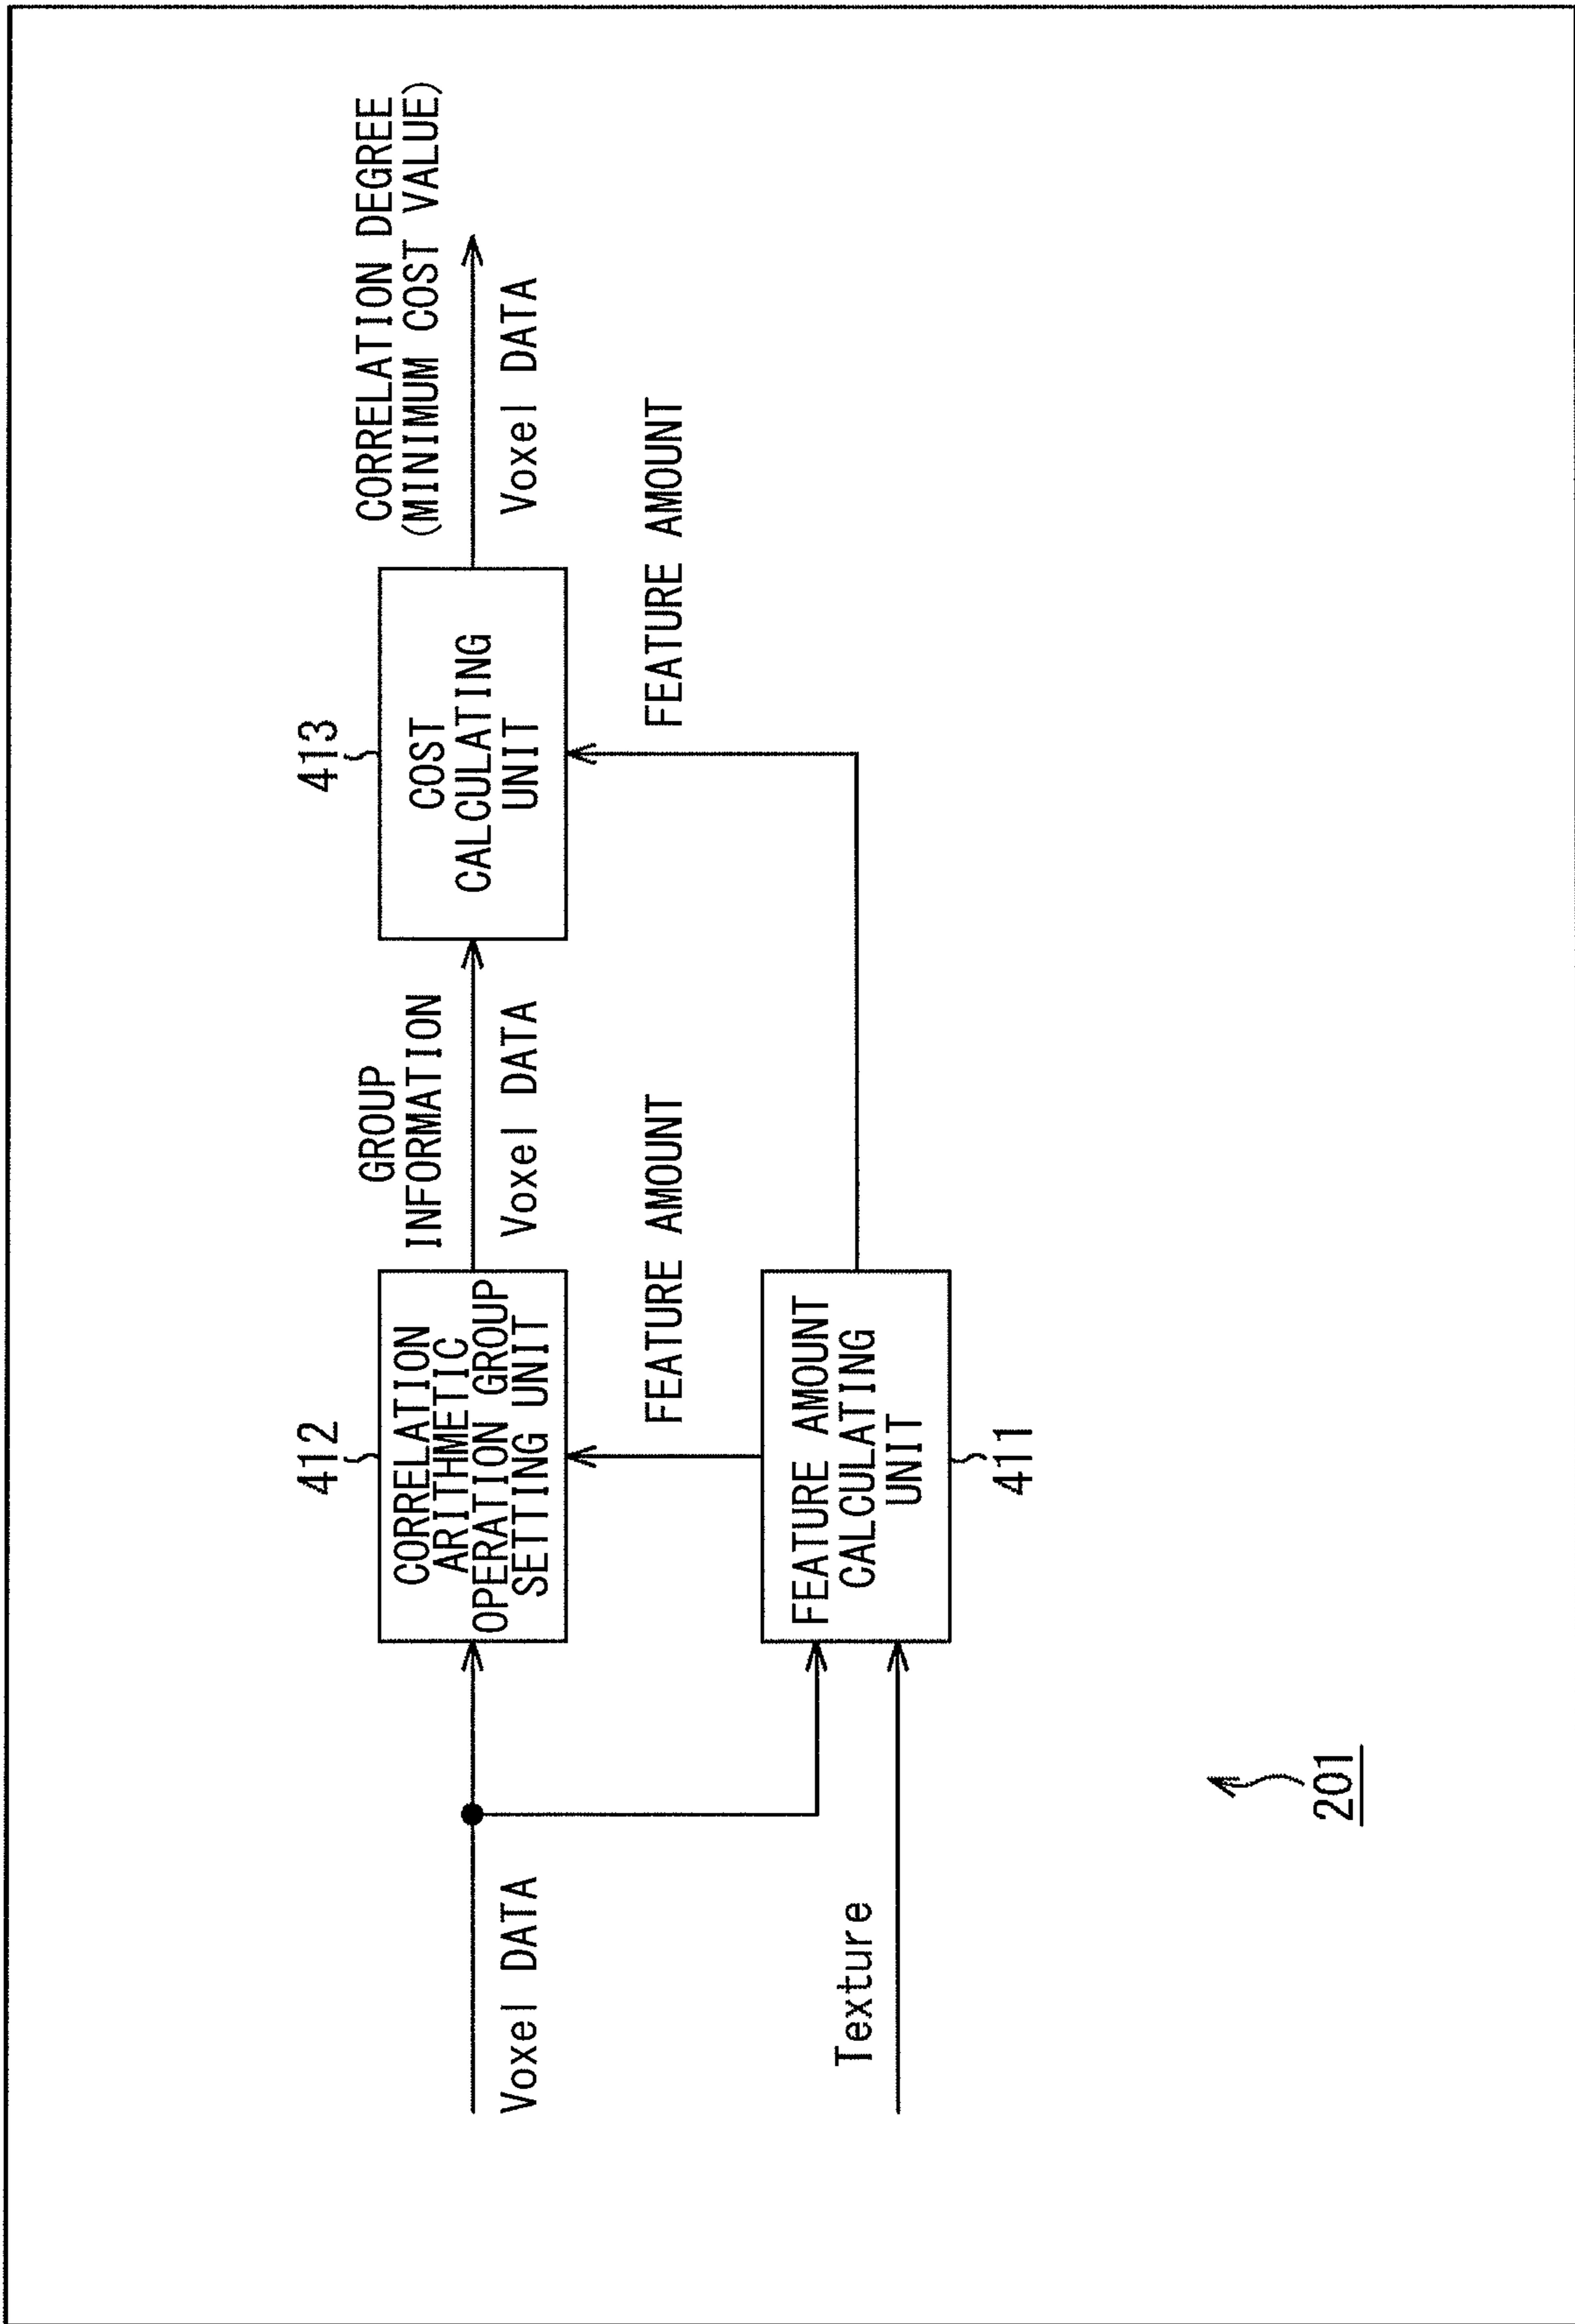 412
CORRELATION
ARITHMETIC
OPERATION GROUP
SETTING UNIT
GROUP
INFORMATION
Voxel DATA
413
COST
CALCULATING
UNIT
CORRELATION DEGREE
(MINIMUM COST VALUE)
Voxel DATA
Voxel DATA
FEATURE AMOUNT
FEATURE AMOUNT
Texture
FEATURE AMOUNT
CALCULATING
UNIT
411
201